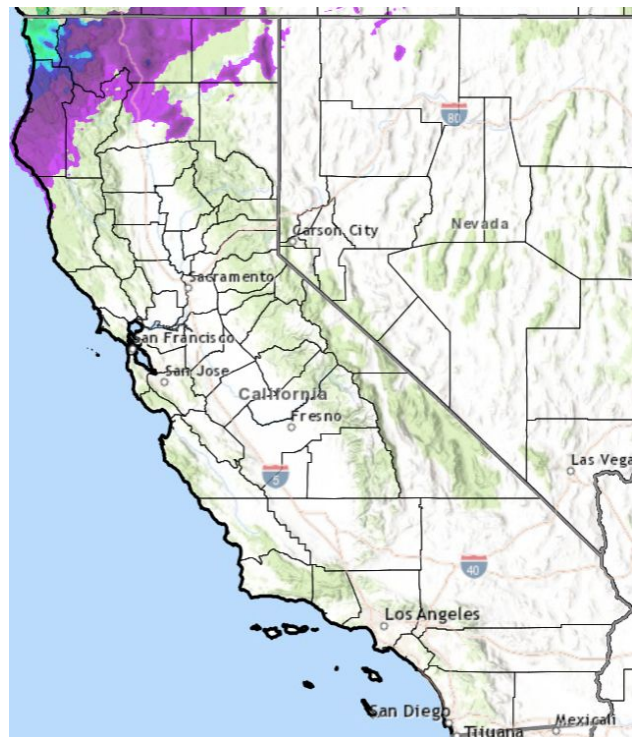 80
Carson City
Nevada
Sacramento
San Francisco
San Jose
California
Fresno
Las Vega
5
40
Los Angeles
San Diego
Tijuana
Mexicali